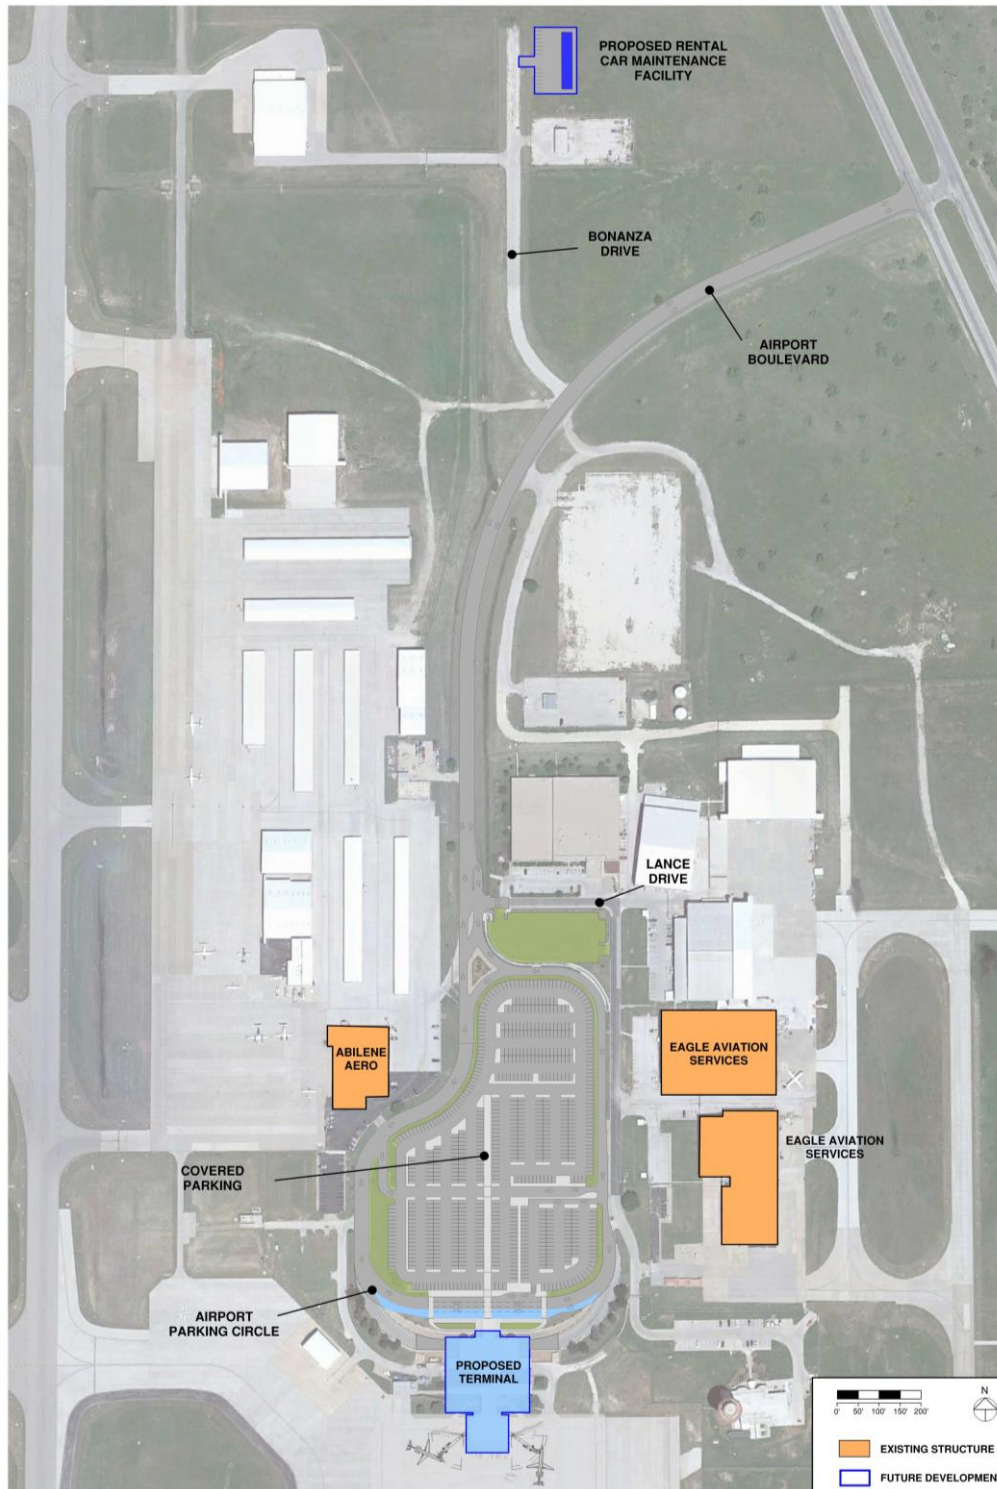 PROPOSED RENTAL
CAR MAINTENANCE
FACILITY
BONANZA
DRIVE
AIRPORT
BOULEVARD
LANCE
DRIVE
ABILENE
AERO
EAGLE AVIATION
SERVICES
EAGLE AVIATION
SERVICES
COVERED
PARKING
AIRPORT
PARKING CIRCLE
PROPOSED
TERMINAL
N
0' 50' 100' 150' 200'
EXISTING STRUCTURE
FUTURE DEVELOPMEN